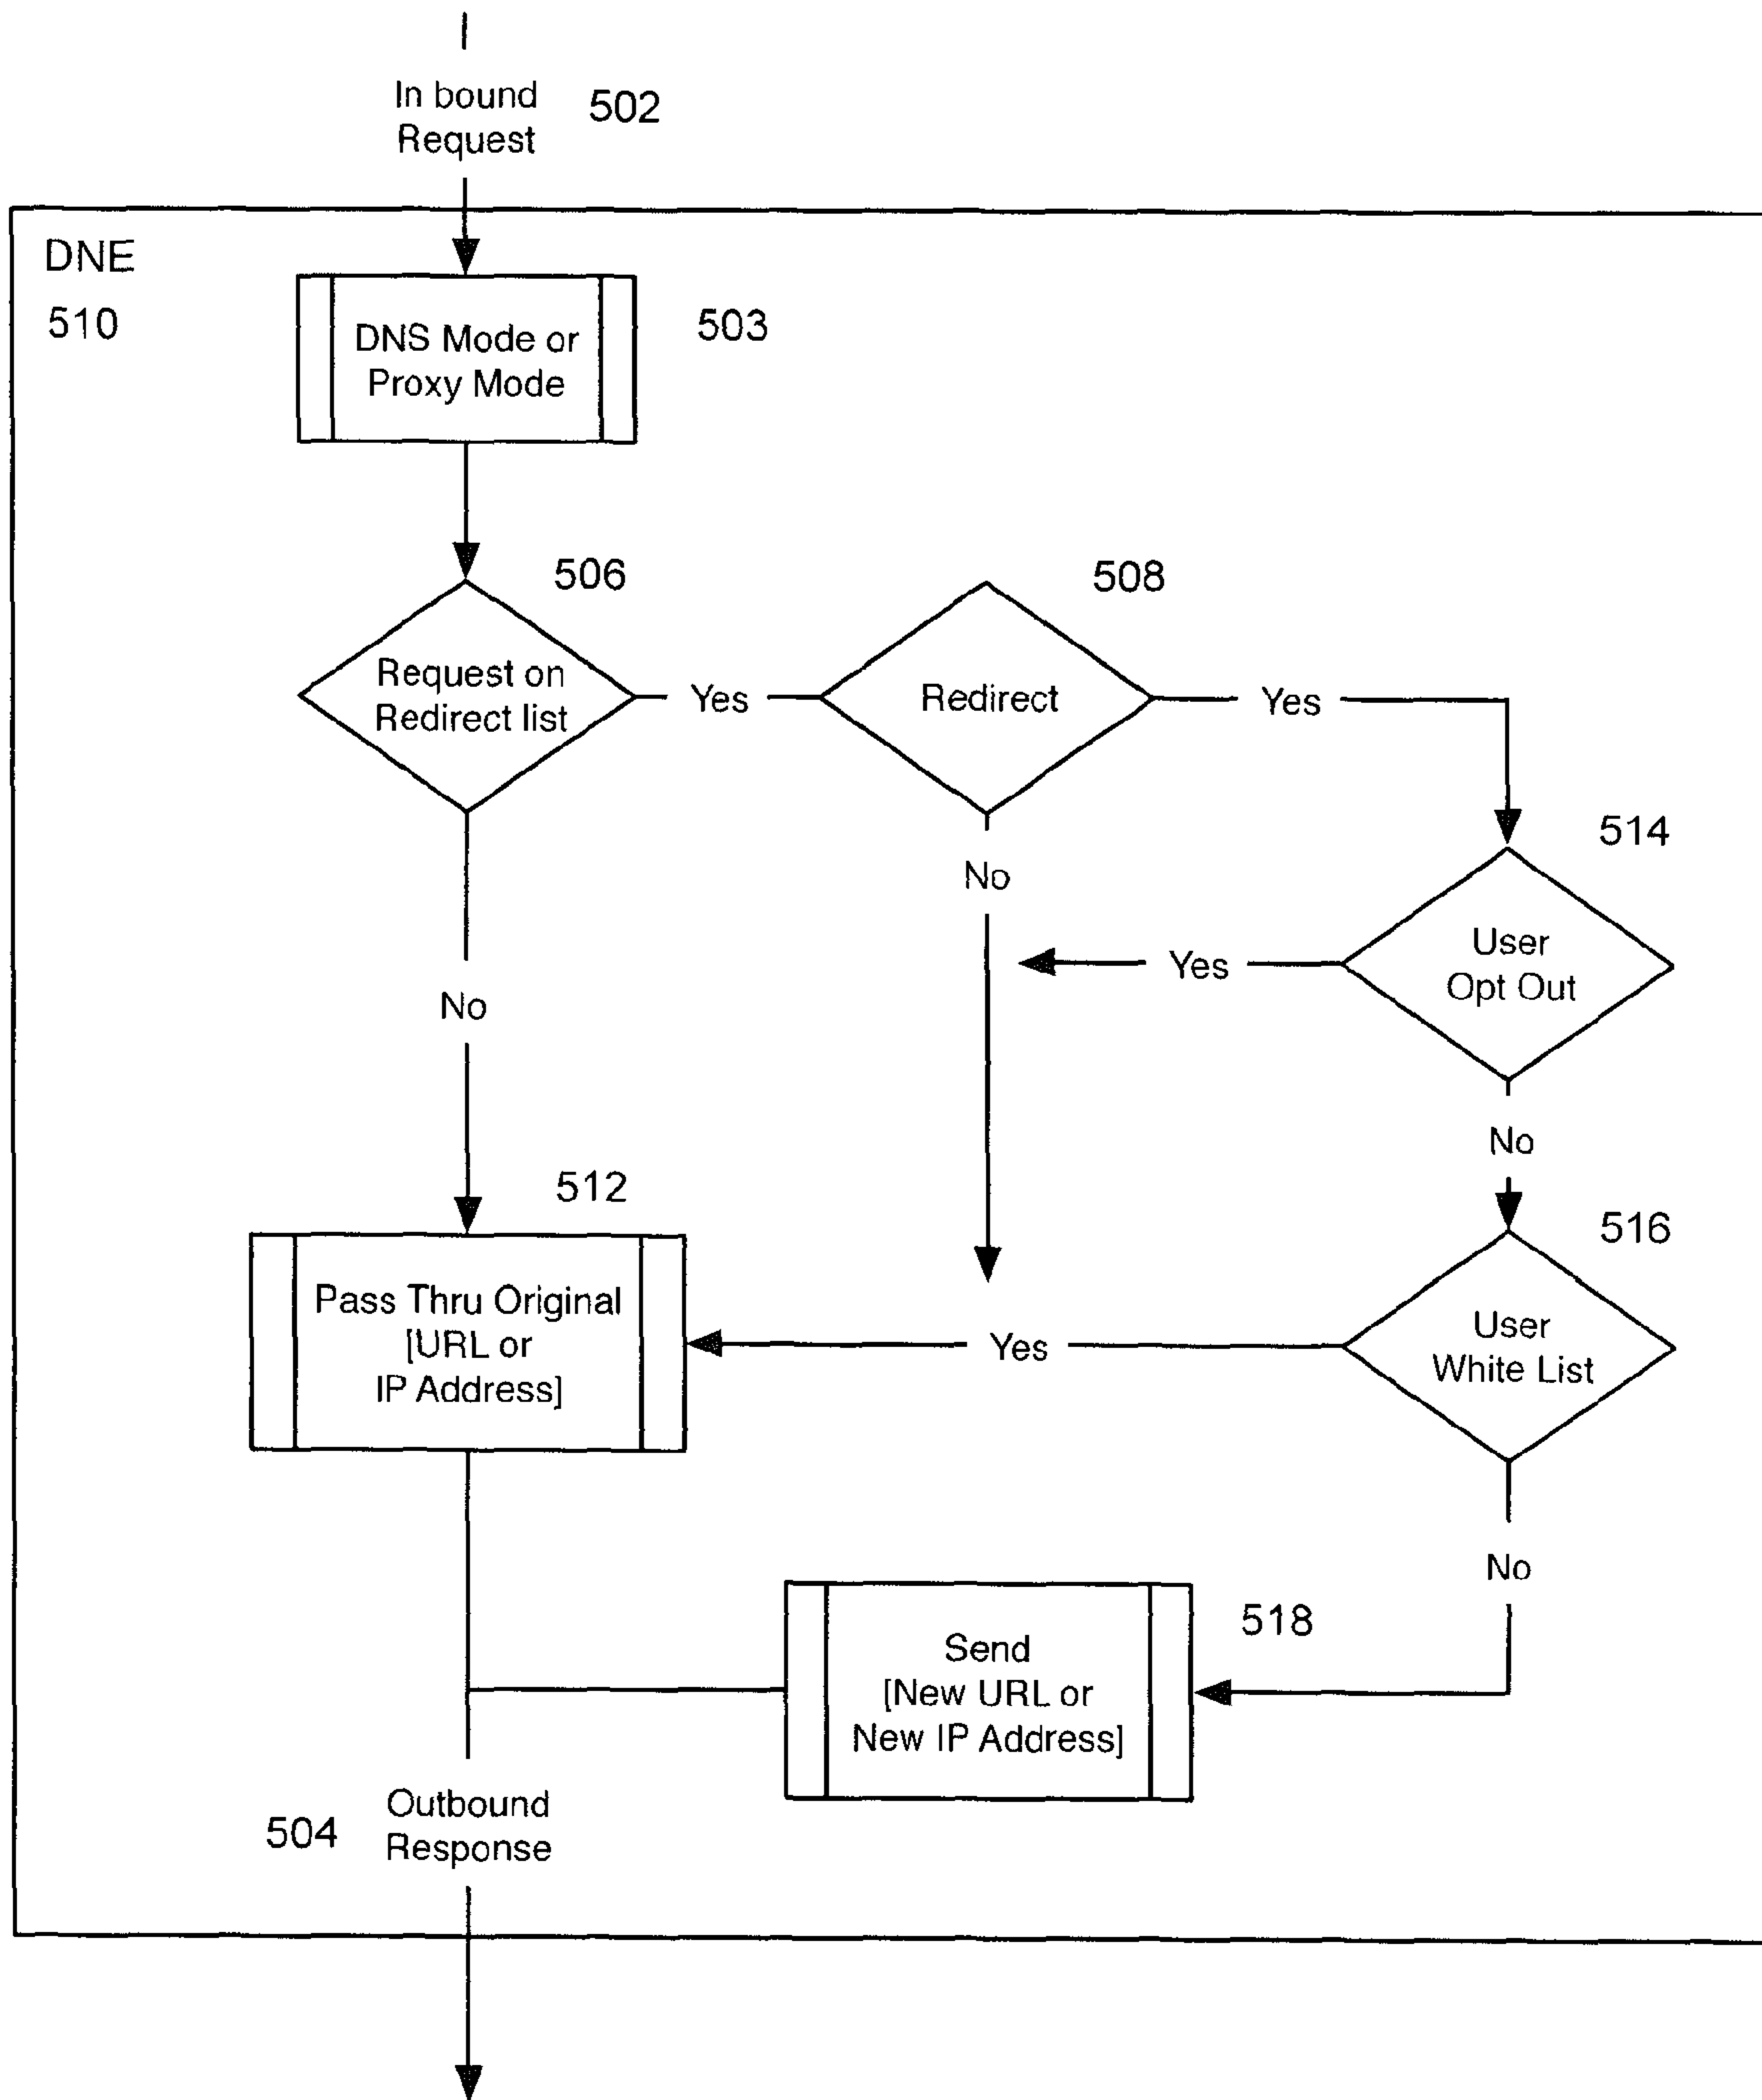 In bound
Request
502
DNE
510
DNS Mode or
Proxy Mode
503
506
508
Request on
Redirect list
Yes
Redirect
Yes
514
No
User
Opt Out
Yes
No
No
512
516
Pass Thru Original
[URL or
IP Address]
Yes
User
White List
No
518
Send
[New URL or
New IP Address]
504
Outbound
Response